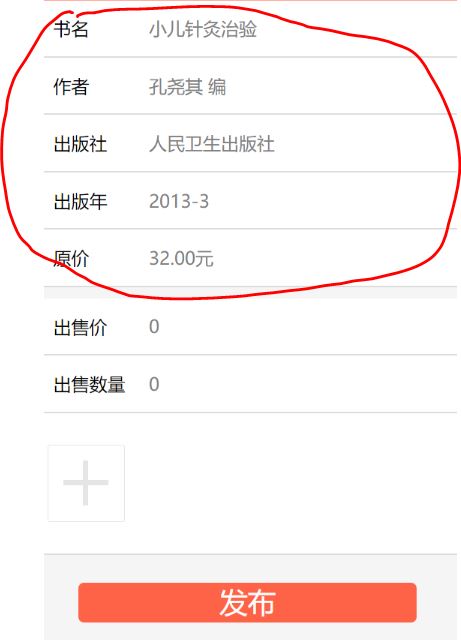 书名 小儿针灸治验
作者 孔尧其 编
出版社 人民卫生出版社
出版年 2013-3
原价 32.00元
出售价 0
出售数量 0
发布